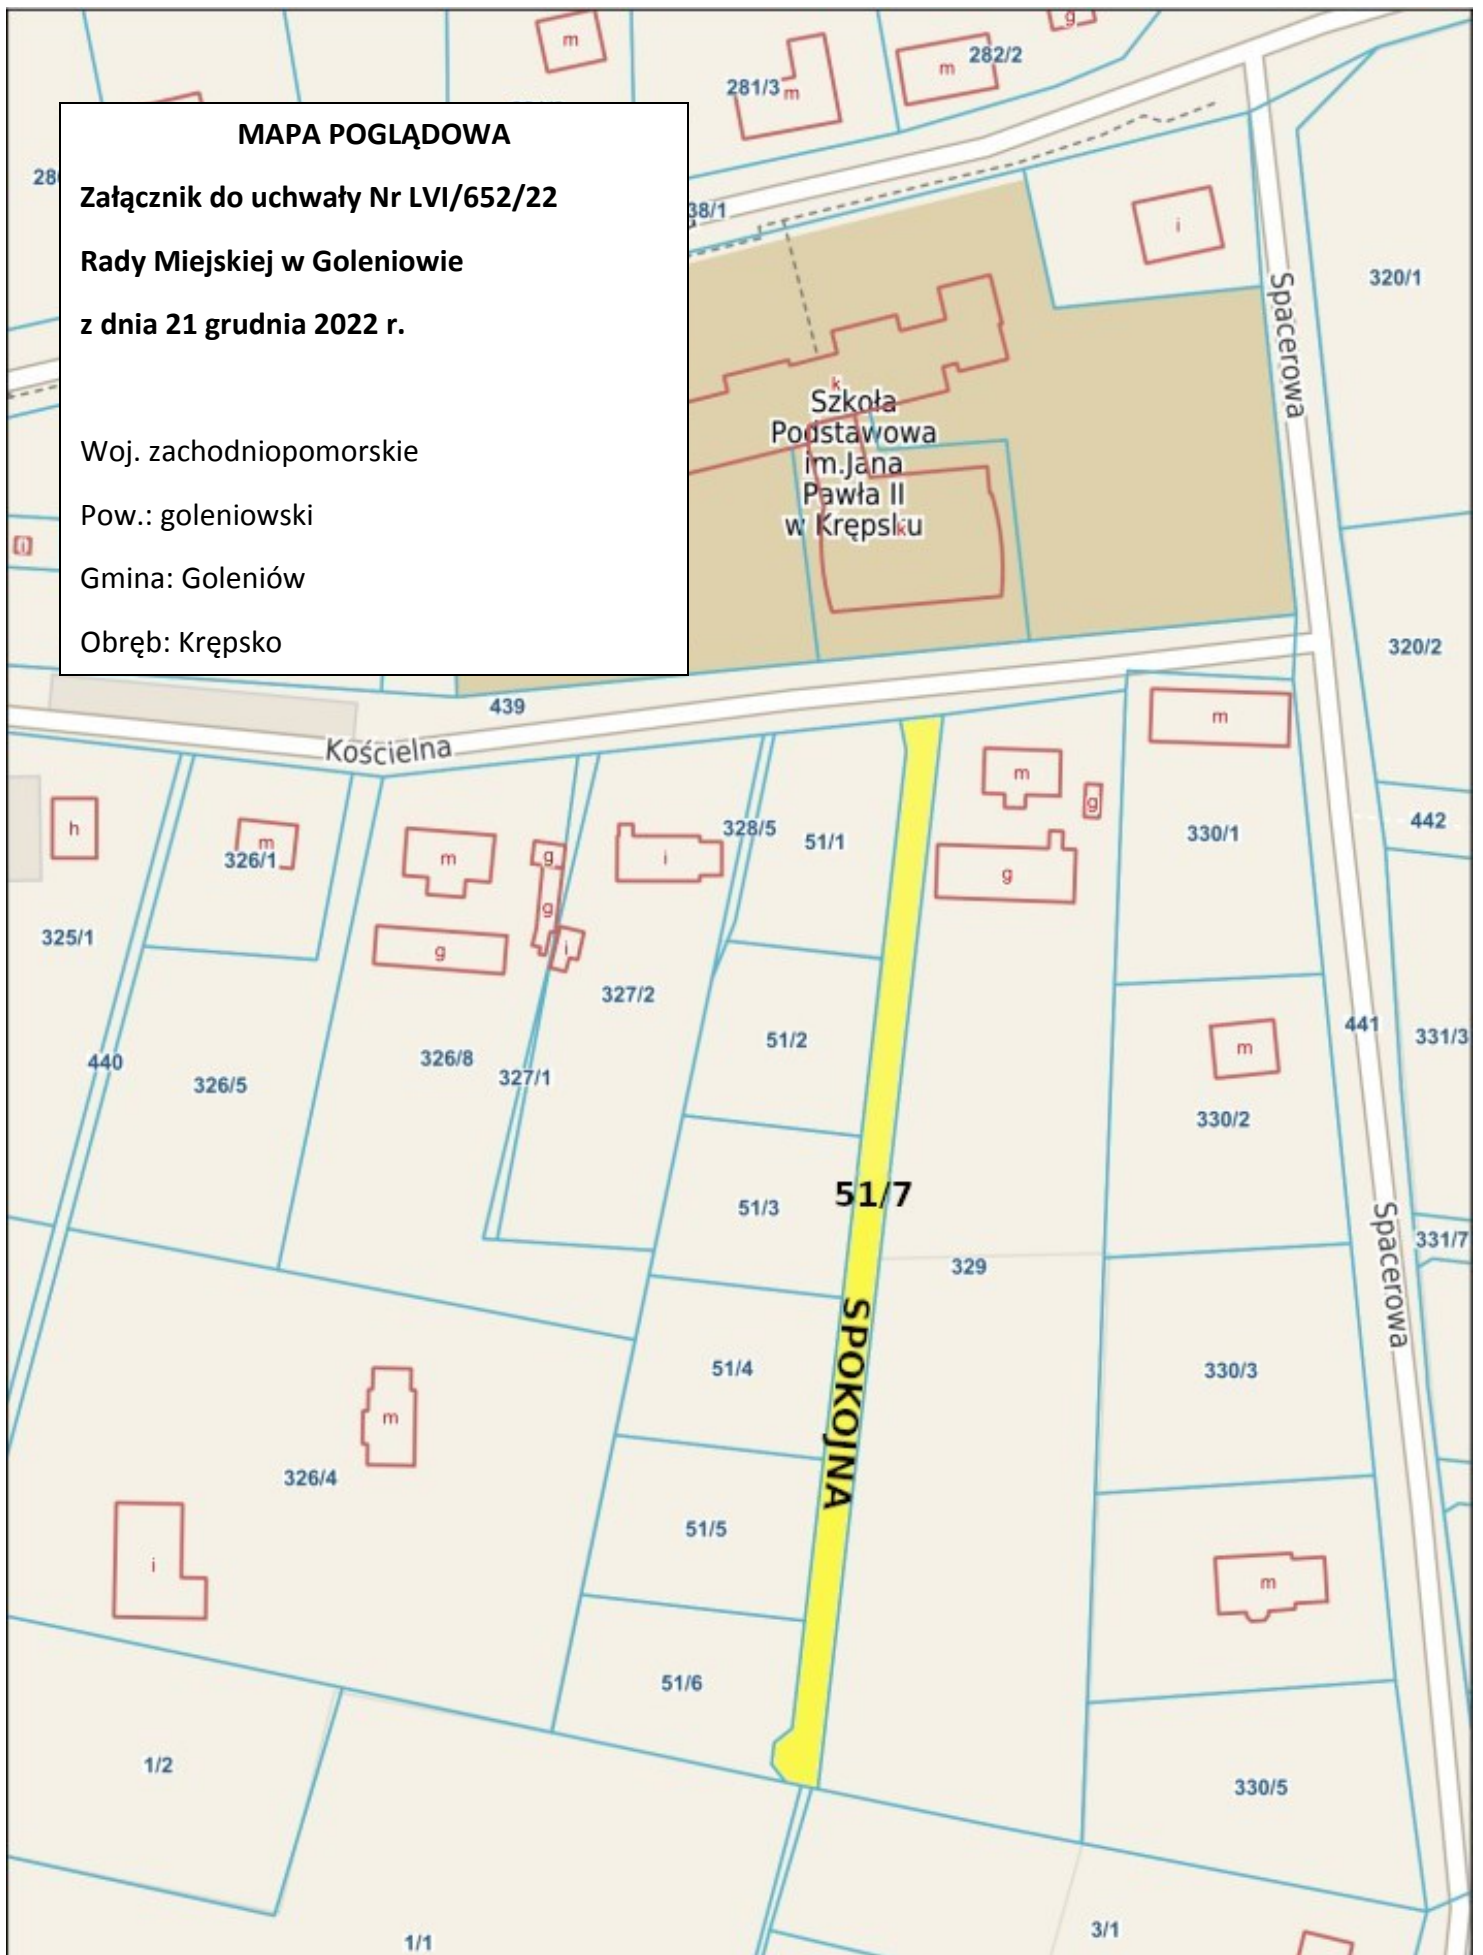 g
m
282/2
281/3
m
m
MAPA POGLĄDOWA
Załącznik do uchwały Nr LVI/652/22
Rady Miejskiej w Goleniowie
z dnia 21 grudnia 2022 r.
Woj. zachodniopomorskie
Pow.: goleniowski
Gmina: Goleniów
Obręb: Krępsko
28
38/1
i
Spacerowa
320/1
k
Szkoła
Podstawowa
im.Jana
Pawła II
w Krępsku
k
i
320/2
439
Kościelna
m
m
g
h
m
326/1
m
g
i
328/5
51/1
g
330/1
442
g
g
i
325/1
327/2
51/2
m
441
331/3
440
326/5
326/8
327/1
330/2
51/3
51/7
329
Spacerowa
331/7
SPOKOJNA
51/4
330/3
m
326/4
51/5
i
m
51/6
1/2
330/5
1/1
3/1